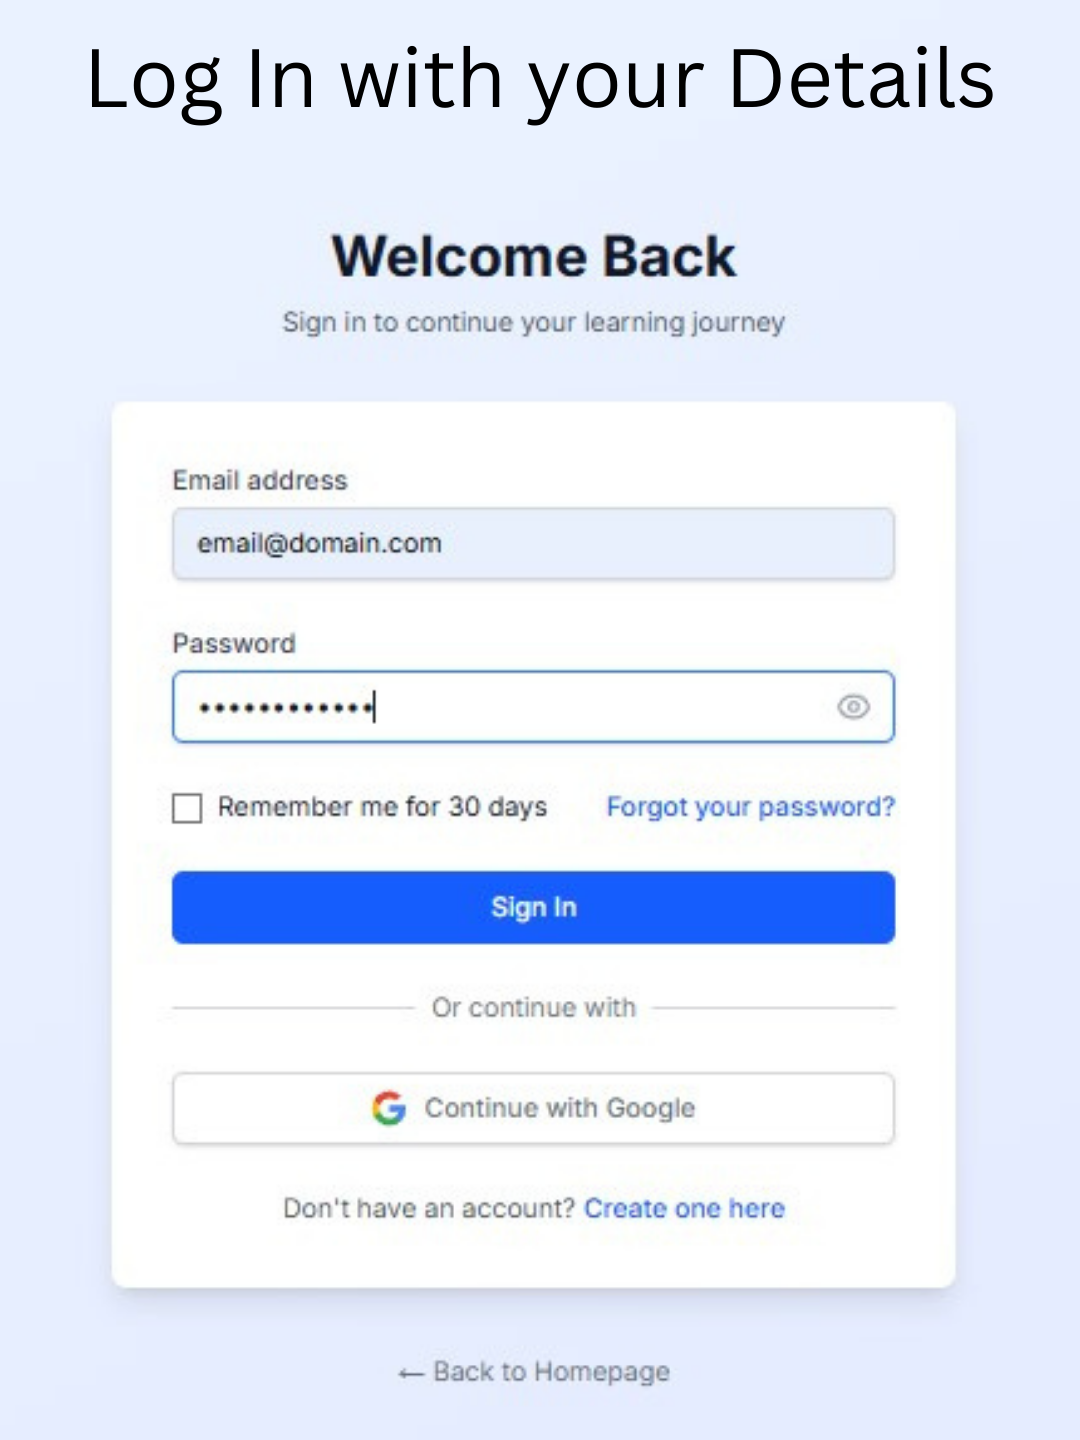 Log In with your Details
Welcome Back
Sign in to continue your learning journey
Email address
email@domain.com
Password
••••••••••••
Remember me for 30 days
Forgot your password?
Sign In
Or continue with
Continue with Google
Don't have an account? Create one here
← Back to Homepage